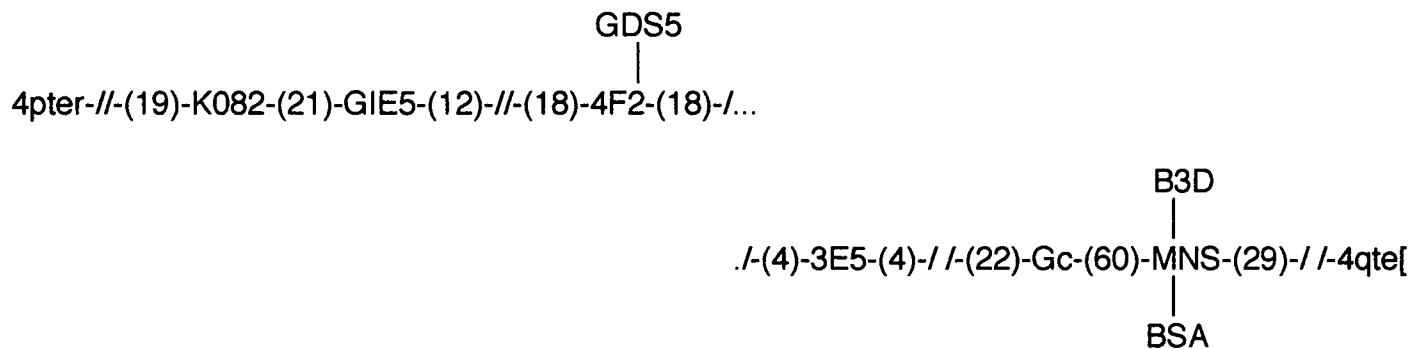 GDS5
4pter-//-(19)-K082-(21)-GIE5-(12)-//-(18)-4F2-(18)-/...
B3D
./-(4)-3E5-(4)-/ /-(22)-Gc-(60)-MNS-(29)-/ /-4qte[
BSA